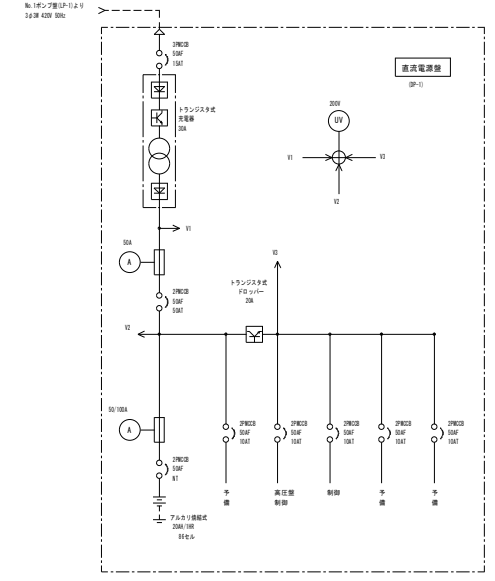 No.1ポンプ盤(LP-1)より
3φ3W 420V 50Hz
3PMCCB
50AF
15AT
直流電源盤
(DP-1)
トランジスタ式
充電器
30A
200V
UV
V1
V3
V2
V1
50A
A
V3
トランジスタ式
ドロッパー
20A
2PMCCB
50AF
50AT
V2
50/100A
A
2PMCCB
50AF
10AT
2PMCCB
50AF
10AT
2PMCCB
50AF
10AT
2PMCCB
50AF
10AT
2PMCCB
50AF
10AT
2PMCCB
50AF
NT
予備
高圧盤
制御
制御
予備
予備
アルカリ焼結式
20AH/1HR
86セル